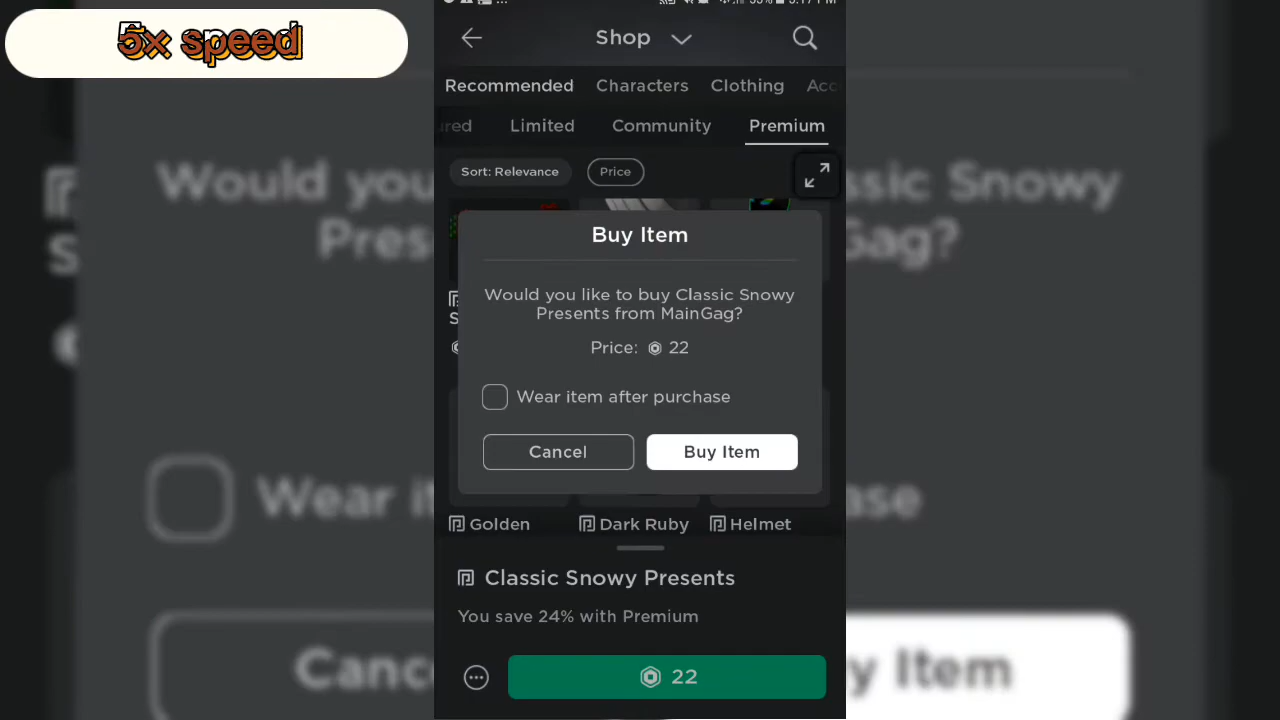 5x speed
Shop
Recommended Characters Clothing Acc
ured Limited Community Premium
Sort: Relevance Price
Buy Item
Would you like to buy Classic Snowy
Presents from MainGag?
Price: 22
Wear item after purchase
Cancel Buy Item
Golden Dark Ruby Helmet
Classic Snowy Presents
You save 24% with Premium
22